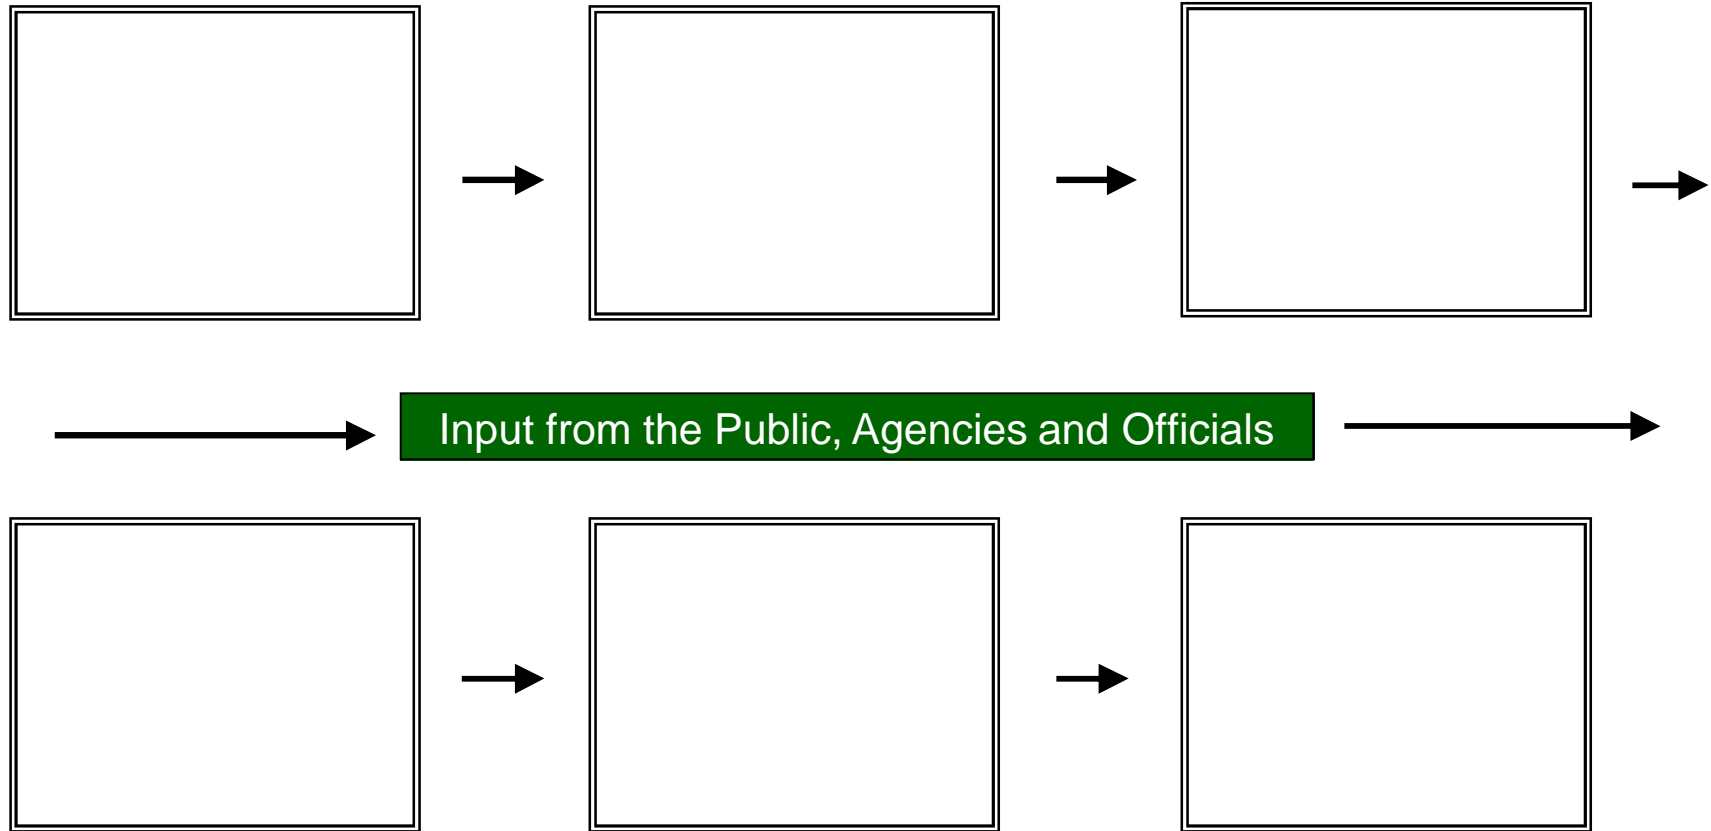 Input from the Public, Agencies and Officials